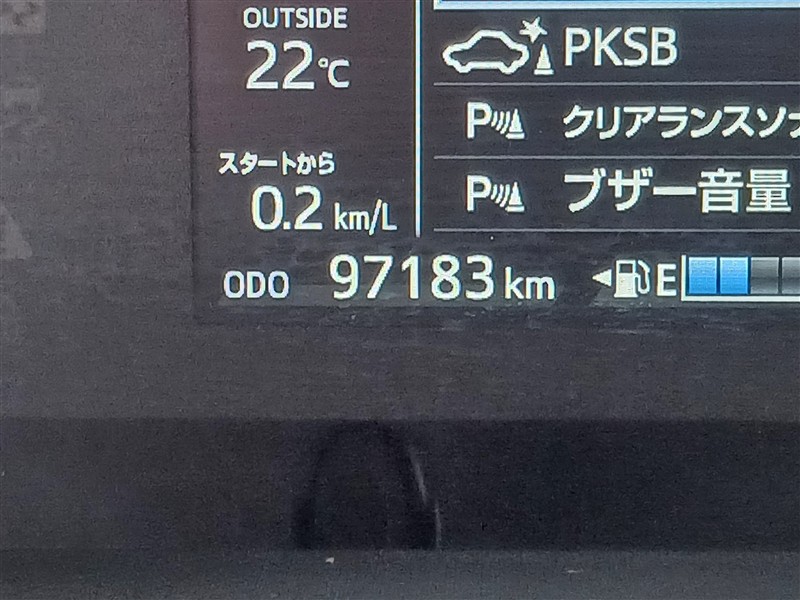 OUTSIDE
22℃
スタートから
0.2 km/L
PKSB
P クリアランスソナ
P ブザー音量
ODO 97183 km
E